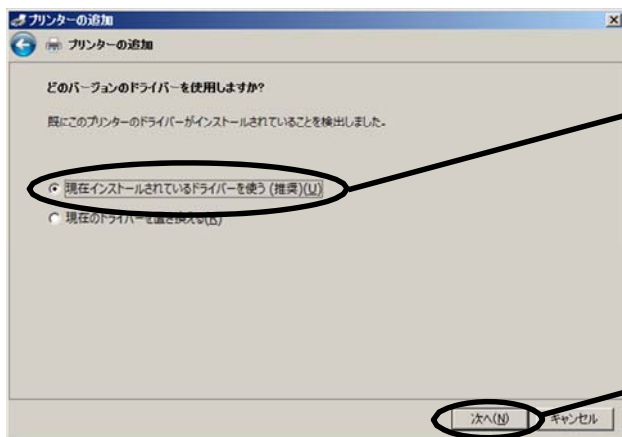 プリンターの追加
プリンターの追加
どのバージョンのドライバーを使用しますか?
既にこのプリンターのドライバーがインストールされていることを検出しました。
現在インストールされているドライバーを使う (推奨)(U)
現在のドライバーを置き換える(R)
次へ(N)
キャンセル